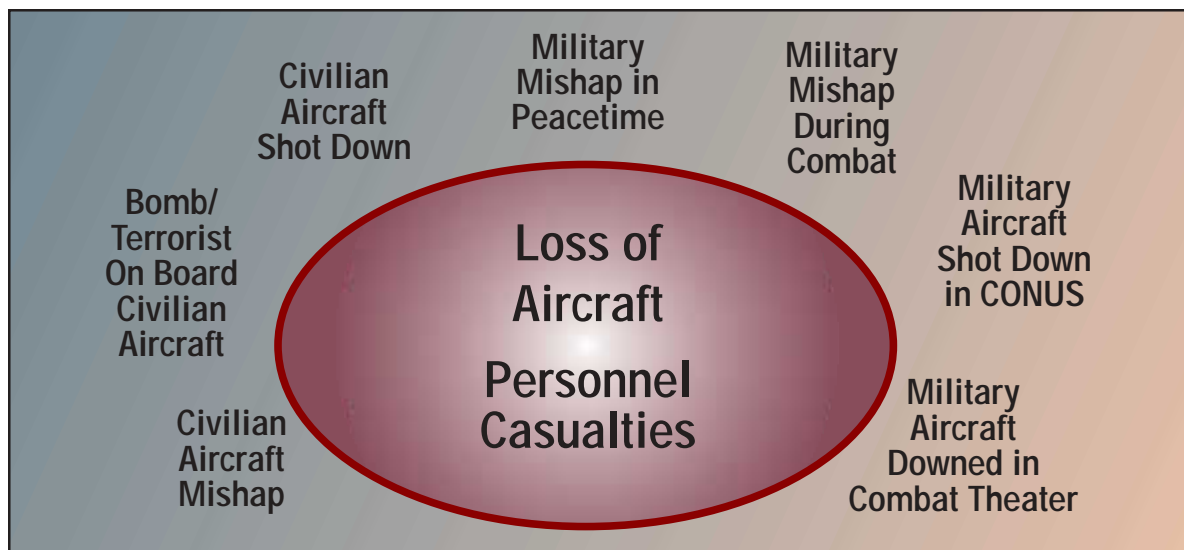 Civilian
Aircraft
Mishap
Bomb/
Terrorist
On Board
Civilian
Aircraft
Civilian
Aircraft
Shot Down
Military
Mishap in
Peacetime
Military
Mishap
During
Combat
Military
Aircraft
Shot Down
in CONUS
Military
Aircraft
Downed in
Combat Theater
Loss of
Aircraft
Personnel
Casualties